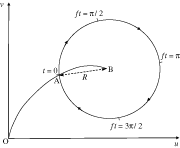 v
ft = π / 2
t = 0
B
ft = π
A
R
ft = 3π / 2
O
u